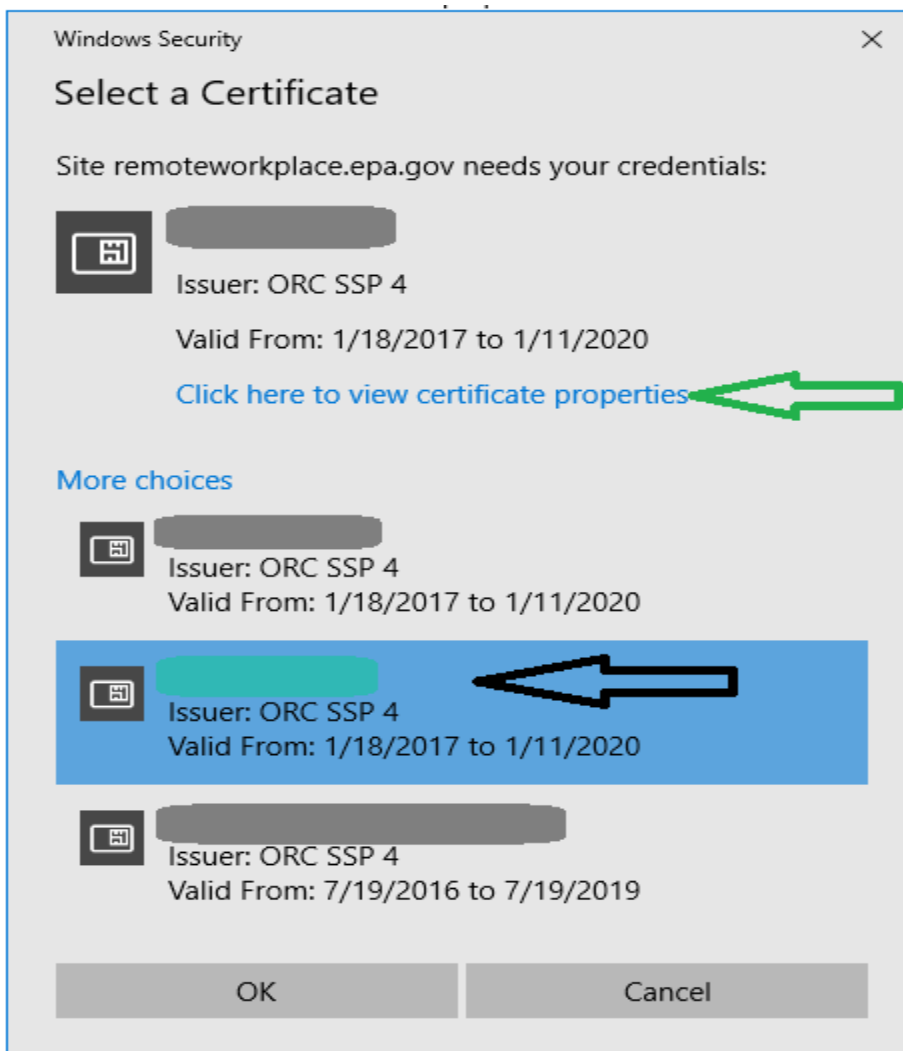 Windows Security
Select a Certificate
Site remoteworkplace.epa.gov needs your credentials:
Issuer: ORC SSP 4
Valid From: 1/18/2017 to 1/11/2020
Click here to view certificate properties
More choices
Issuer: ORC SSP 4
Valid From: 1/18/2017 to 1/11/2020
Issuer: ORC SSP 4
Valid From: 1/18/2017 to 1/11/2020
Issuer: ORC SSP 4
Valid From: 7/19/2016 to 7/19/2019
OK
Cancel